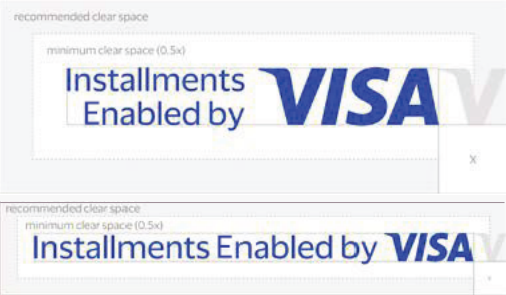 recommended clear space
minimum clear space (0.5x)
Installments
Enabled by
VISA
V
X
recommended clear space
minimum clear space (0.5x)
Installments Enabled by VISA
V